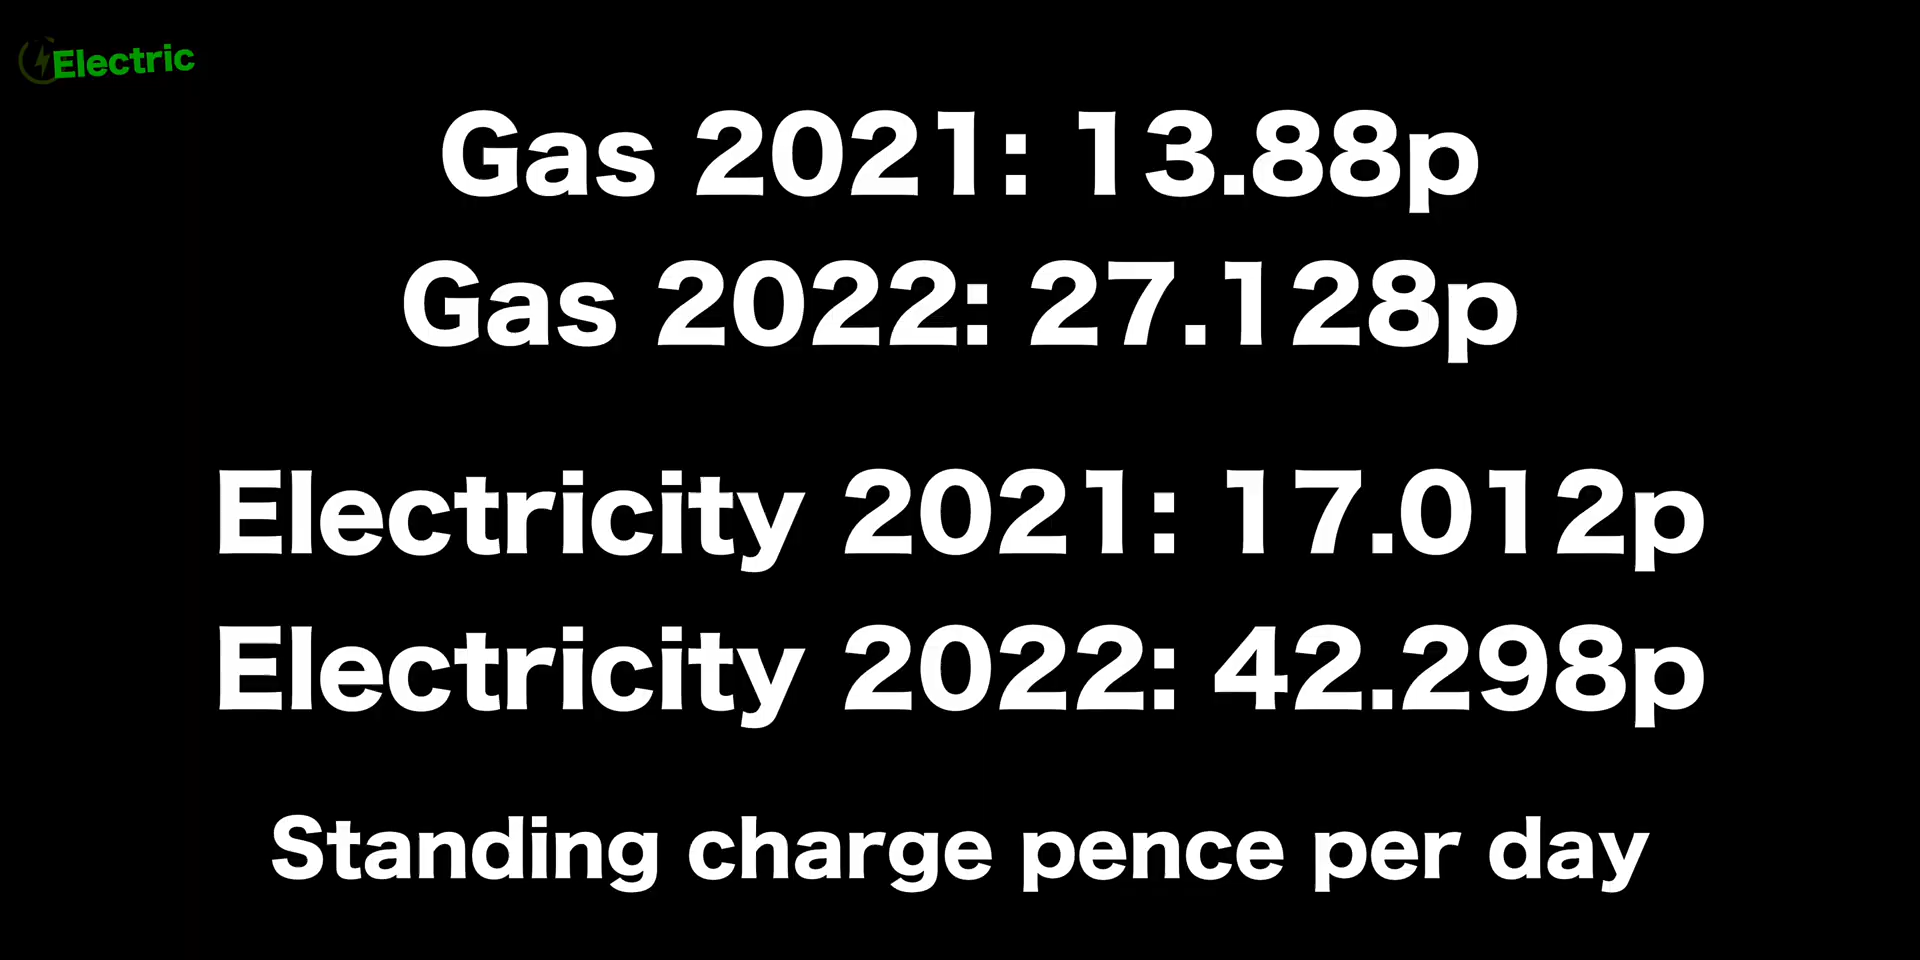 Electric
Gas 2021: 13.88p
Gas 2022: 27.128p
Electricity 2021: 17.012p
Electricity 2022: 42.298p
Standing charge pence per day